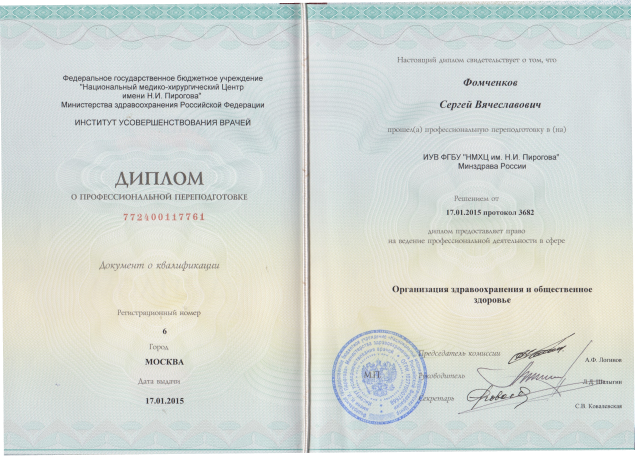 Федеральное государственное бюджетное учреждение
"Национальный медико-хирургический Центр
имени Н.И. Пирогова"
Министерства здравоохранения Российской Федерации
ИНСТИТУТ УСОВЕРШЕНСТВОВАНИЯ ВРАЧЕЙ
ДИПЛОМ
О ПРОФЕССИОНАЛЬНОЙ ПЕРЕПОДГОТОВКЕ
772400117761
Документ о квалификации
Регистрационный номер
6
Город
МОСКВА
Дата выдачи
17.01.2015
Настоящий диплом свидетельствует о том, что
Фомченков
Сергей Вячеславович
прошел(а) профессиональную переподготовку в (на)
ИУВ ФГБУ "НМХЦ им. Н.И. Пирогова"
Минздрава России
Решением от
17.01.2015 протокол 3682
диплом предоставляет право
на ведение профессиональной деятельности в сфере
Организация здравоохранения и общественное
здоровье
Председатель комиссии
А.Ф. Логинов
М.П.
Руководитель
Л.Д. Шалыгин
Секретарь
С.В. Ковалевская